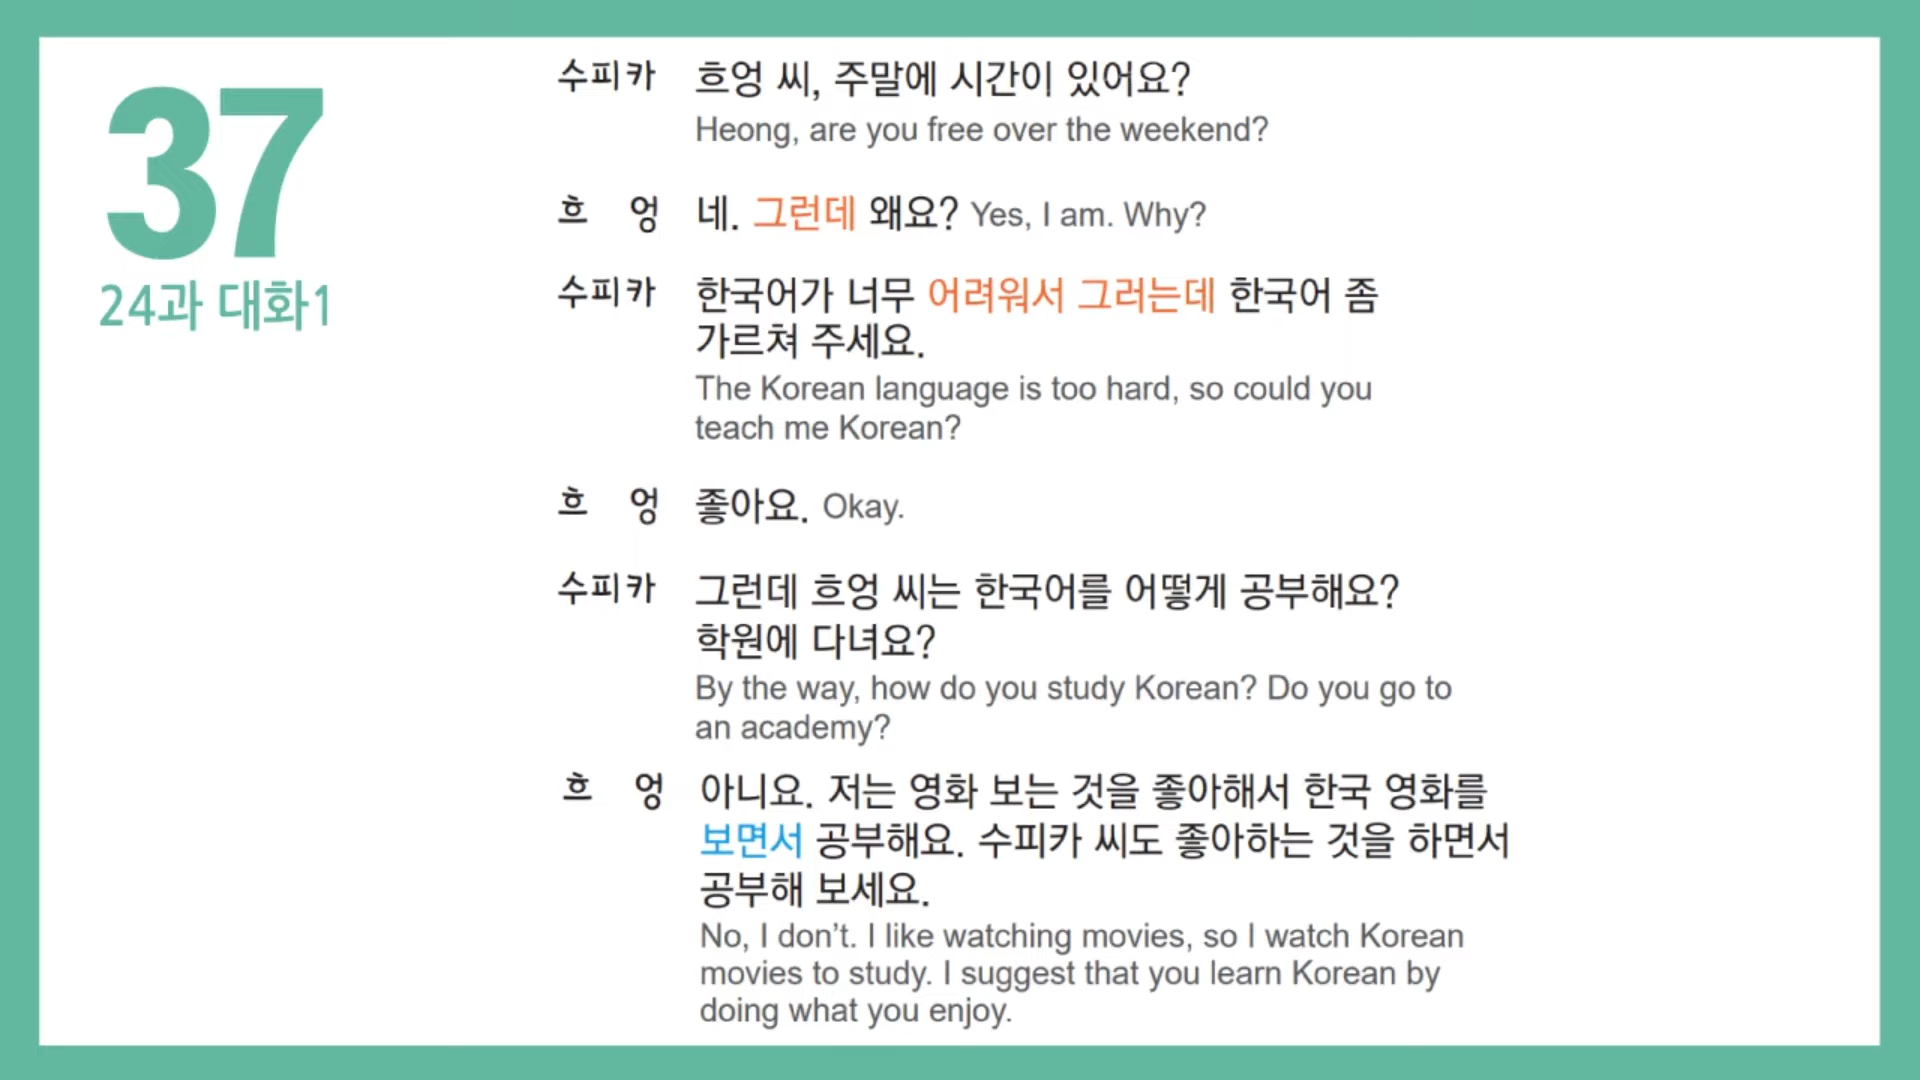 37
24과 대화1
수피카 흐엉 씨, 주말에 시간이 있어요?
Heong, are you free over the weekend?
흐 엉 네. 그런데 왜요? Yes, I am. Why?
수피카 한국어가 너무 어려워서 그러는데 한국어 좀
가르쳐 주세요.
The Korean language is too hard, so could you
teach me Korean?
흐 엉 좋아요. Okay.
수피카 그런데 흐엉 씨는 한국어를 어떻게 공부해요?
학원에 다녀요?
By the way, how do you study Korean? Do you go to
an academy?
흐 엉 아니요. 저는 영화 보는 것을 좋아해서 한국 영화를
보면서 공부해요. 수피카 씨도 좋아하는 것을 하면서
공부해 보세요.
No, I don’t. I like watching movies, so I watch Korean
movies to study. I suggest that you learn Korean by
doing what you enjoy.